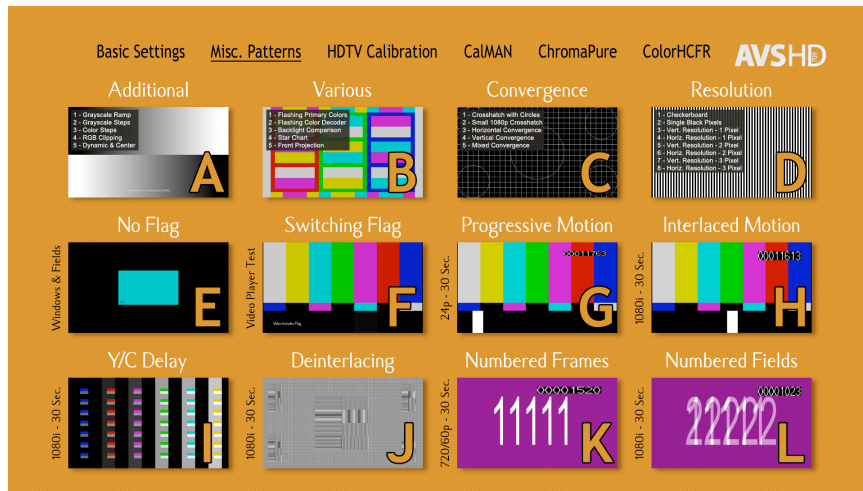 Basic Settings Misc. Patterns HDTV Calibration CalMAN ChromaPure ColorHCFR AVSHD
Additional Various Convergence Resolution
1 - Grayscale Ramp
2 - Grayscale Steps
3 - Color Steps
4 - RGB Clipping
5 - Dynamic & Center
A
1 - Flashing Primary Colors
2 - Flashing Color Decoder
3 - Backlight Comparison
4 - Star Chart
5 - Front Projection
B
1 - Crosshatch with Circles
2 - Small 1080p Crosshatch
3 - Horizontal Convergence
4 - Vertical Convergence
5 - Mixed Convergence
C
1 - Checkerboard
2 - Single Black Pixels
3 - Vert. Resolution - 1 Pixel
4 - Horiz. Resolution - 1 Pixel
5 - Vert. Resolution - 2 Pixel
6 - Horiz. Resolution - 2 Pixel
7 - Vert. Resolution - 3 Pixel
8 - Horiz. Resolution - 3 Pixel
D
No Flag Switching Flag Progressive Motion Interlaced Motion
Windows & Fields
E
Video Player Test
Video Includes Flag
F
24p - 30 Sec.
00011763
G
1080i - 30 Sec.
00011613
H
Y/C Delay Deinterlacing Numbered Frames Numbered Fields
1080i - 30 Sec.
I
1080i - 30 Sec.
J
720/60p - 30 Sec.
00001520
11111
K
1080i - 30 Sec.
00001023
22222
L